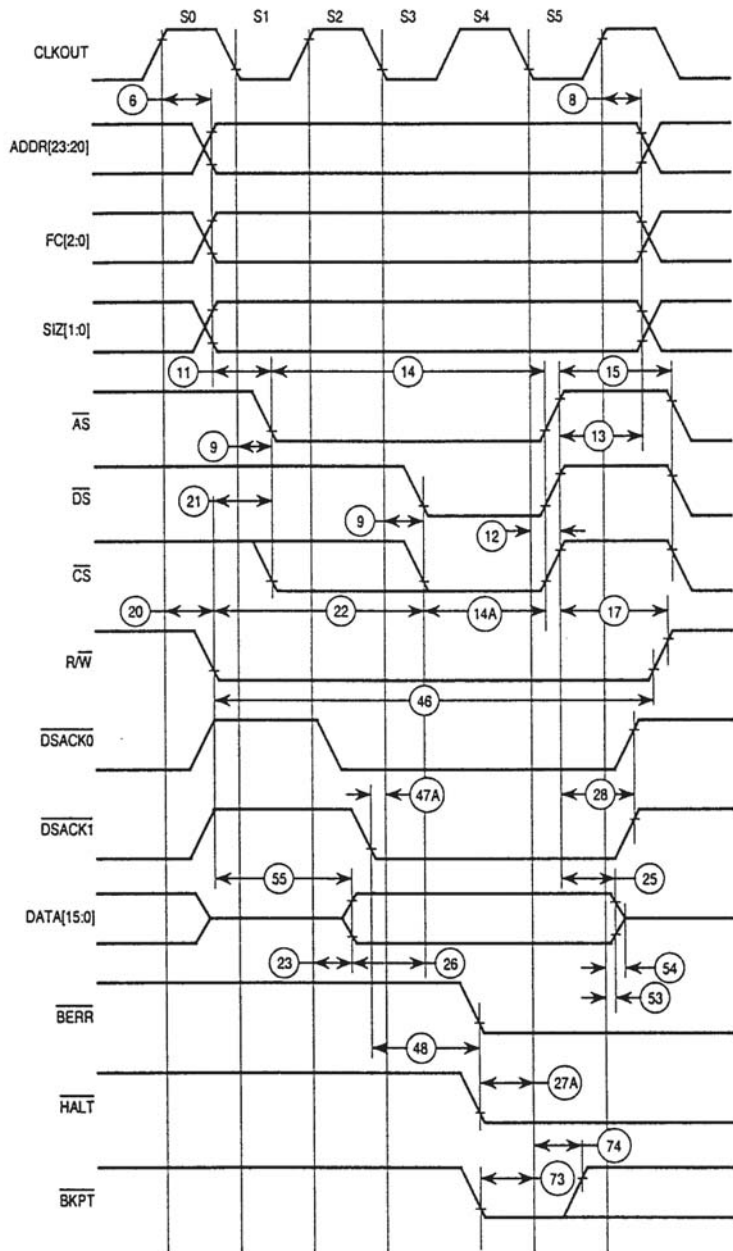 S0 S1 S2 S3 S4 S5
CLKOUT
6 8
ADDR[23:20]
FC[2:0]
SIZ[1:0]
11 14 15
AS
9 13
DS
21 9 12
CS
20 22 14A 17
R/W
46
DSACK0
47A 28
DSACK1
55 25
DATA[15:0]
23 26 54
53
BERR
48
27A
HALT
74
73
BKPT